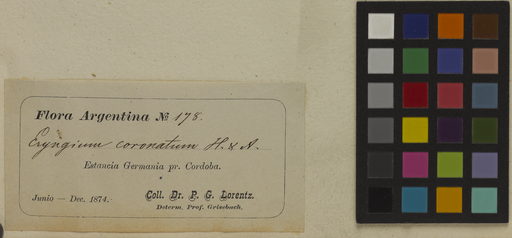 Flora Argentina № 178.
Eryngium coronatum H. & A.
Estancia Germania pr. Cordoba.
Junio — Dec. 1874.
Coll. Dr. P. G. Lorentz.
Determ. Prof. Grisebach.